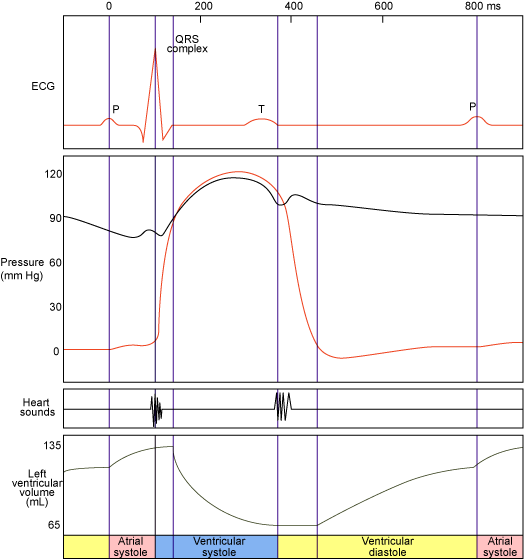 0 200 400 600 800 ms
QRS
complex
ECG
P T P
120
90
60
Pressure
(mm Hg)
30
0
Heart
sounds
135
Left
ventricular
volume
(mL)
65
Atrial
systole
Ventricular
systole
Ventricular
diastole
Atrial
systole